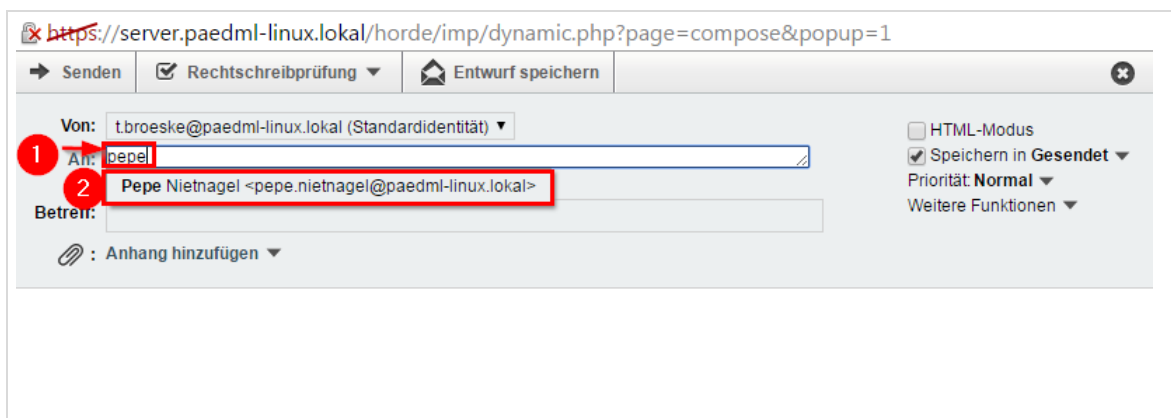 https://server.paedml-linux.lokal/horde/imp/dynamic.php?page=compose&popup=1
Senden Rechtschreibprüfung Entwurf speichern
Von: t.broeske@paedml-linux.lokal (Standardidentität)
HTML-Modus
1 An: pepe
Speichern in Gesendet
2 Pepe Nietnagel <pepe.nietnagel@paedml-linux.lokal>
Priorität: Normal
Betreff:
Weitere Funktionen
: Anhang hinzufügen